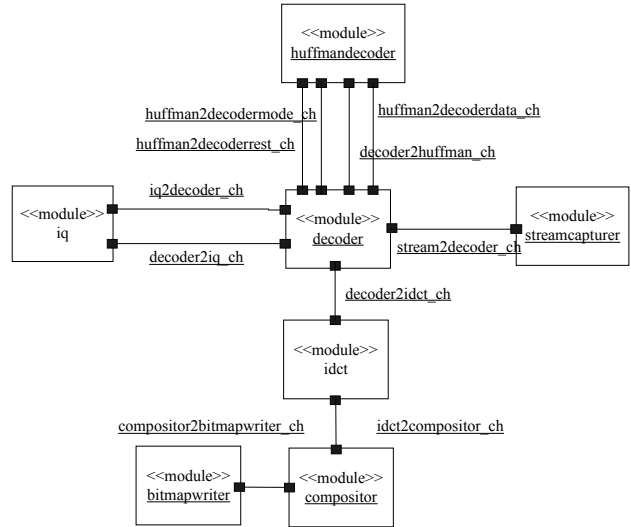 <<module>>
huffmandecoder
huffman2decodermode_ch
huffman2decoderdata_ch
huffman2decoderrest_ch
decoder2huffman_ch
iq2decoder_ch
<<module>>
iq
<<module>>
decoder
<<module>>
streamcapturer
decoder2iq_ch
stream2decoder_ch
decoder2idct_ch
<<module>>
idct
compositor2bitmapwriter_ch
idct2compositor_ch
<<module>>
bitmapwriter
<<module>>
compositor